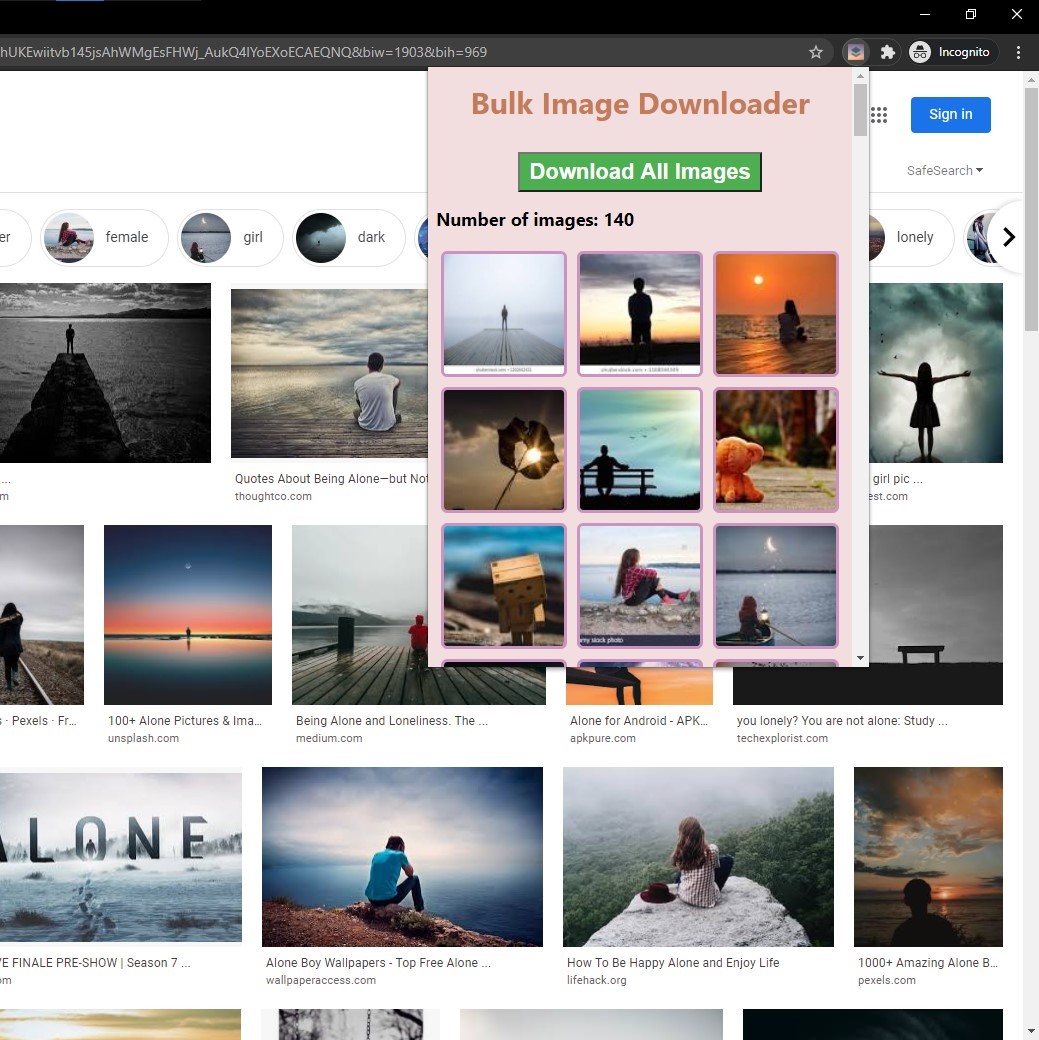 hUKEwiitvb145jsAhWMgEsFHWj_AukQ4lYoEXoECAEQNQ&biw=1903&bih=969
Incognito
Bulk Image Downloader
Sign in
Download All Images
SafeSearch
Number of images: 140
er
female
girl
dark
lonely
...
Quotes About Being Alone—but Not
girl pic ...
m
thoughtco.com
est.com
s · Pexels · Fr...
100+ Alone Pictures & Ima...
Being Alone and Loneliness. The ...
Alone for Android - APK...
you lonely? You are not alone: Study ...
unsplash.com
medium.com
apkpure.com
techexplorist.com
ALONE
VE FINALE PRE-SHOW | Season 7 ...
Alone Boy Wallpapers - Top Free Alone ...
How To Be Happy Alone and Enjoy Life
1000+ Amazing Alone B...
om
wallpaperaccess.com
lifehack.org
pexels.com